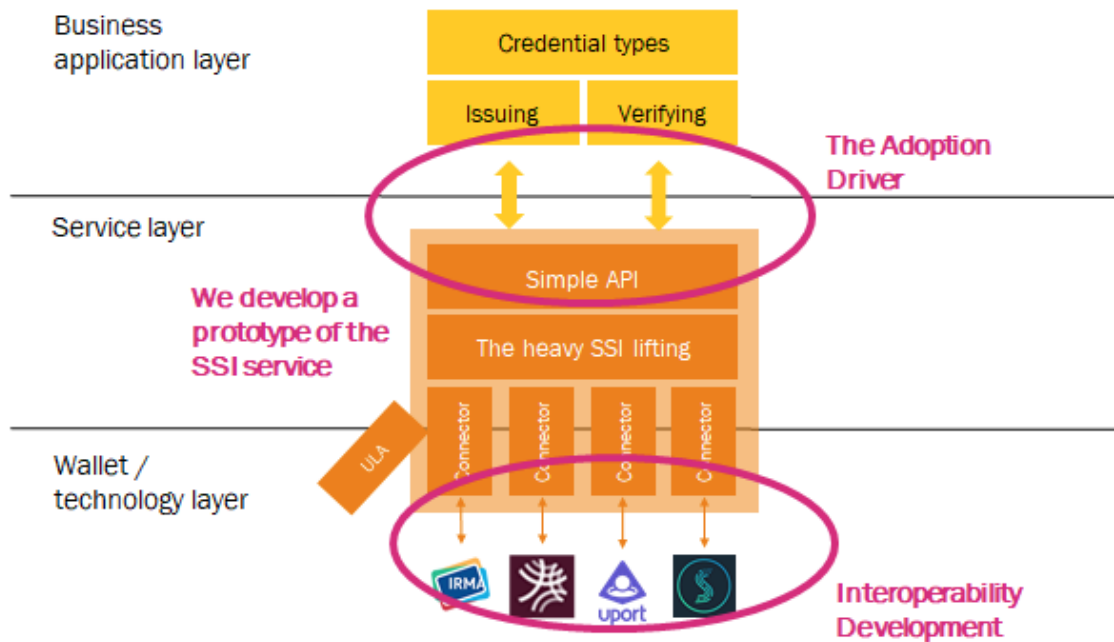 Business
application layer
Credential types
Issuing
Verifying
The Adoption
Driver
Service layer
Simple API
We develop a
prototype of the
SSI service
The heavy SSI lifting
Connector
Connector
Connector
Connector
ULA
Wallet /
technology layer
IRMA
uport
Interoperability
Development